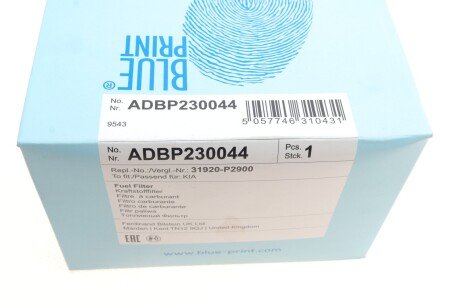 BLUE
PRINT®
No.
Nr. ADBP230044
9543
5 057746 310431
No.
Nr. ADBP230044
Pcs.
Stck. 1
Repl.-No./Vergl.-Nr.: 31920-P2900
To fit:/Passend für: KIA
Fuel Filter
Kraftstofffilter
Filtre à carburant
Filtro carburante
Filtro de carburante
Filtr paliwa
Топливный Фильтр
Ferdinand Bilstein UK Ltd
Marden | Kent TN12 9QJ | United Kingdom
EAC
www.blue-print.com